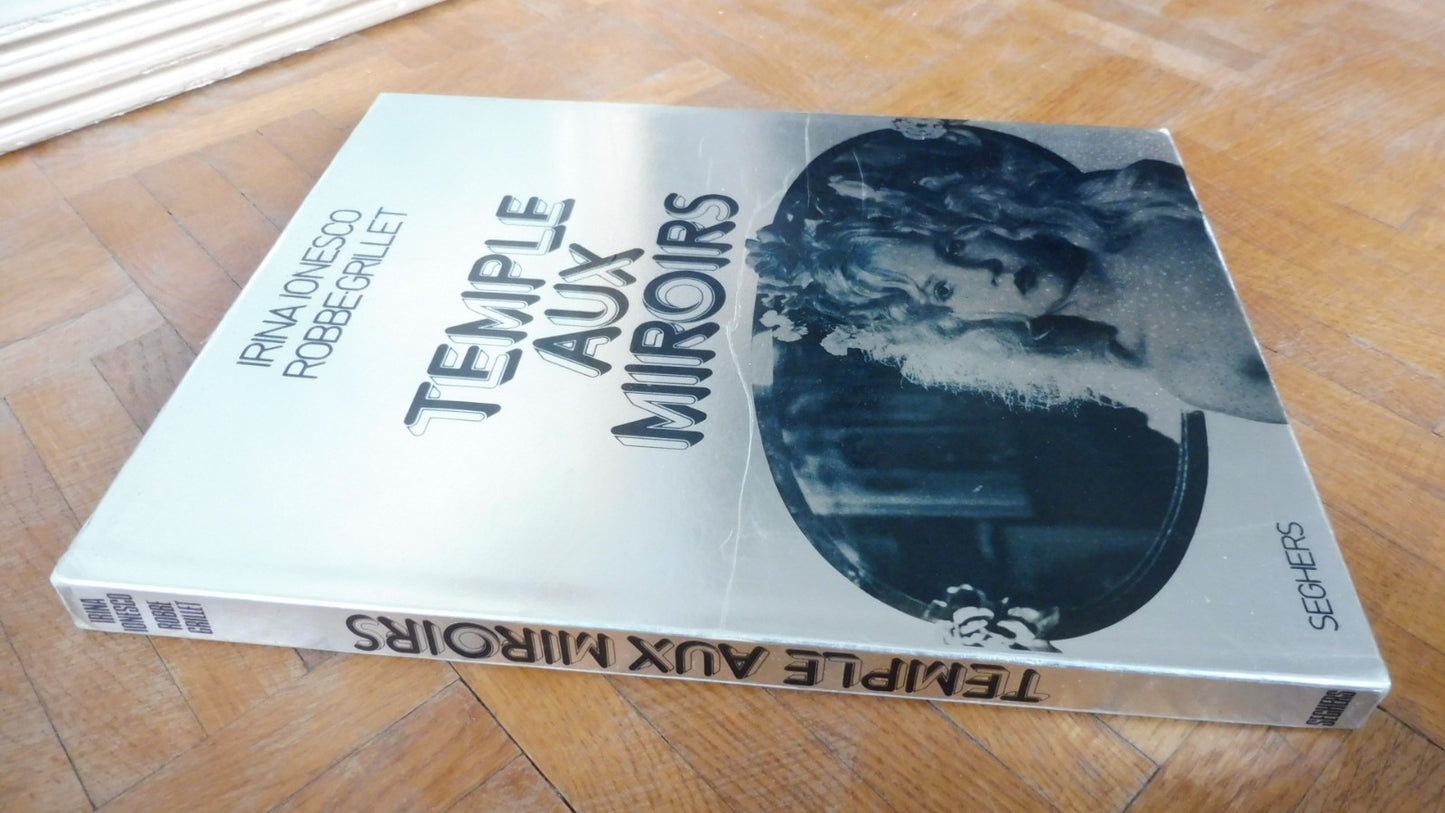 IRINA IONESCO
ROBBE-GRILLET
TEMPLE
AUX
MIROIRS
SEGHERS
IRINA
IONESCO
ROBBE
GRILLET
TEMPLE AUX MIROIRS
SEGHERS